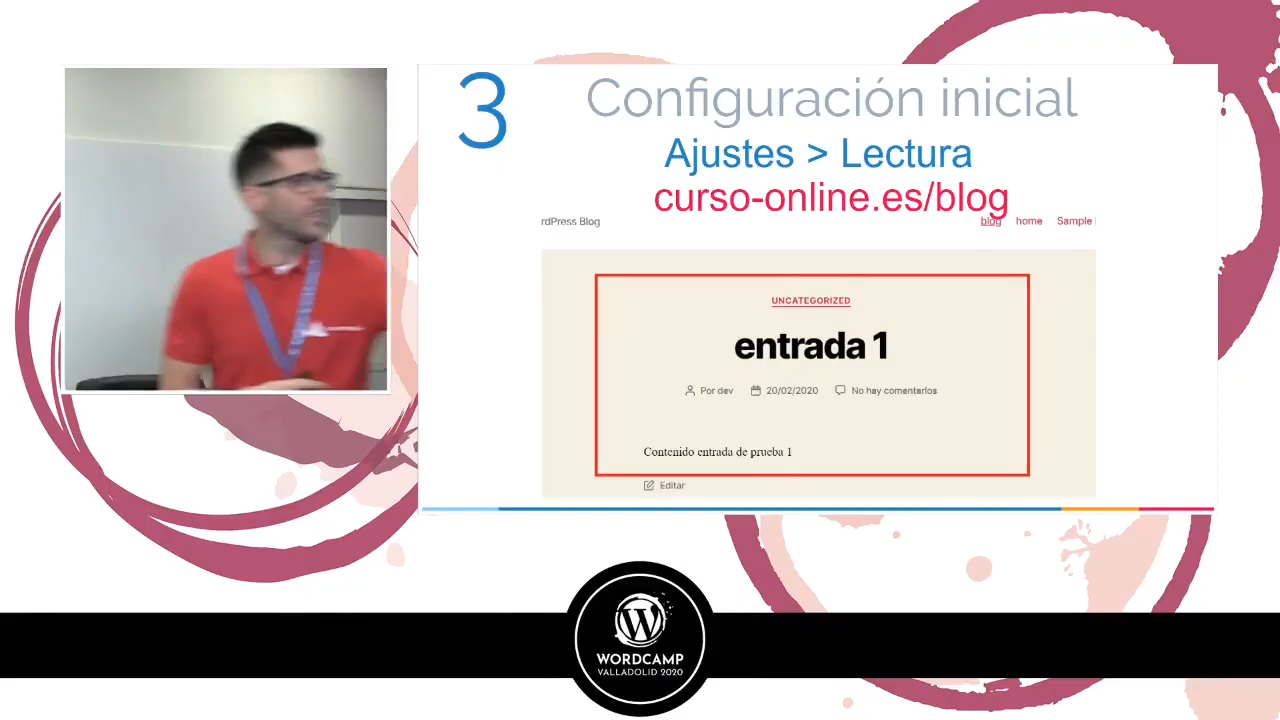 3
Configuración inicial
Ajustes > Lectura
curso-online.es/blog
rdPress Blog
blog home Sample
UNCATEGORIZED
entrada 1
Por dev 20/02/2020 No hay comentarios
Contenido entrada de prueba 1
Editar
W
WORDCAMP
VALLADOLID 2020